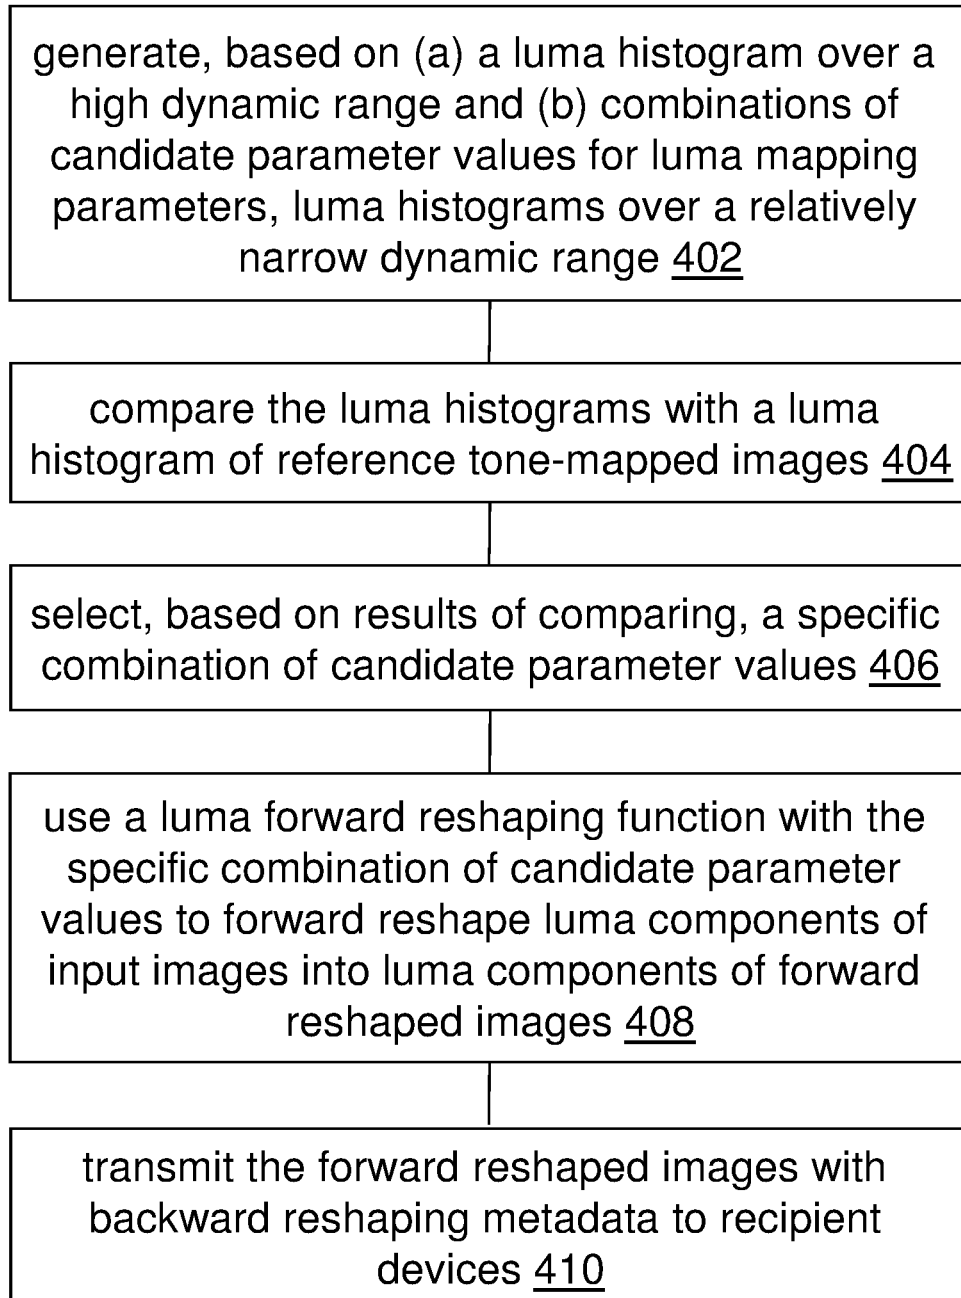 generate, based on (a) a luma histogram over a
high dynamic range and (b) combinations of
candidate parameter values for luma mapping
parameters, luma histograms over a relatively
narrow dynamic range 402
compare the luma histograms with a luma
histogram of reference tone-mapped images 404
select, based on results of comparing, a specific
combination of candidate parameter values 406
use a luma forward reshaping function with the
specific combination of candidate parameter
values to forward reshape luma components of
input images into luma components of forward
reshaped images 408
transmit the forward reshaped images with
backward reshaping metadata to recipient
devices 410